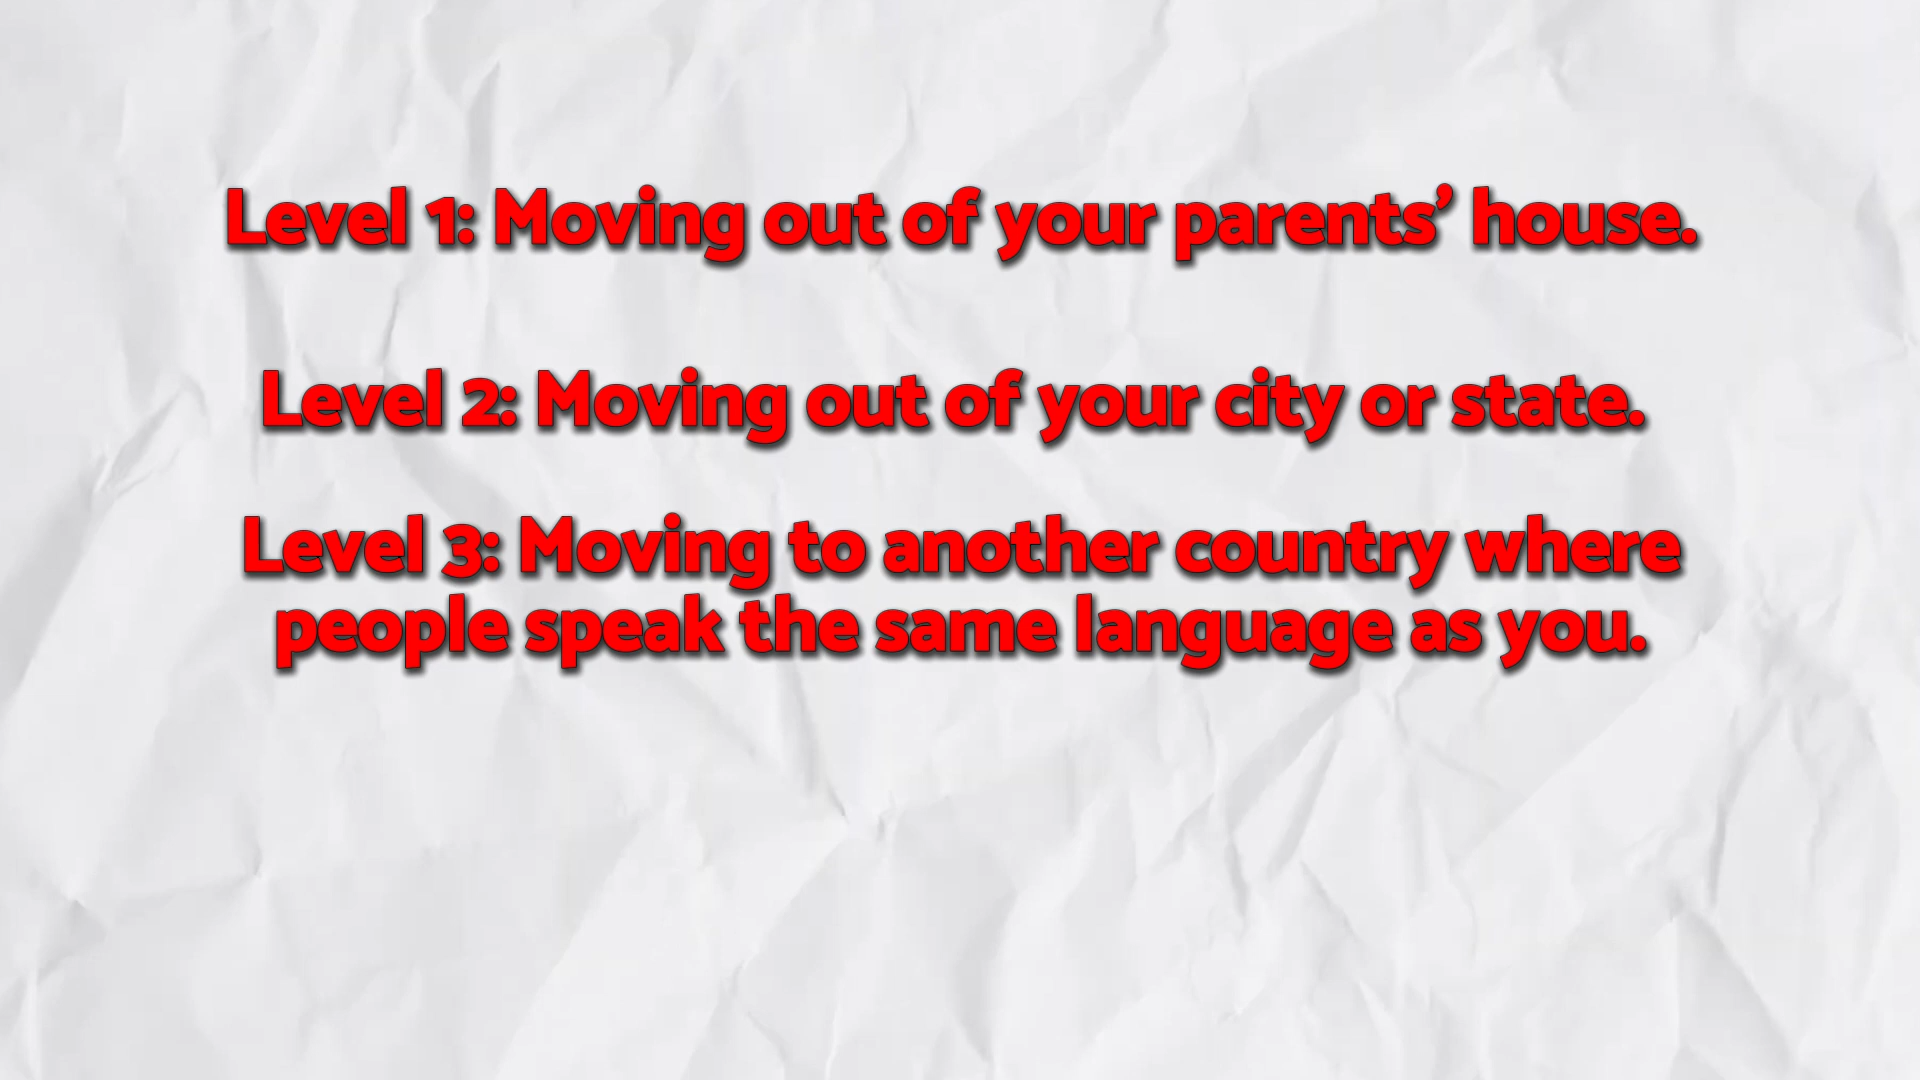 Level 1: Moving out of your parents’ house.
Level 2: Moving out of your city or state.
Level 3: Moving to another country where
people speak the same language as you.